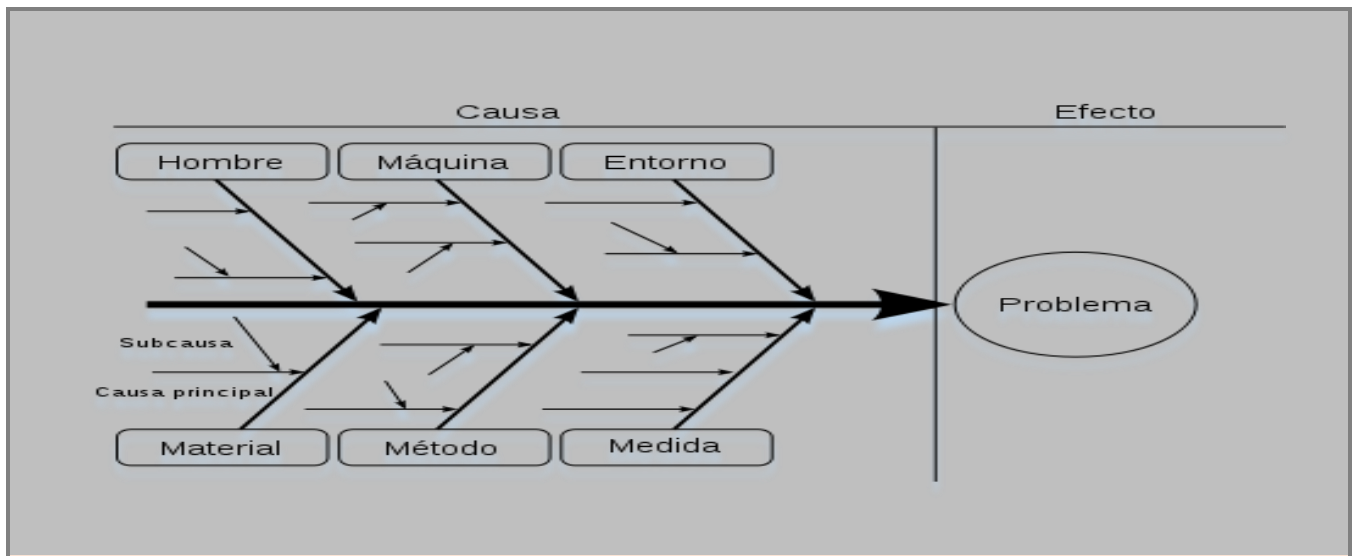 Causa
Efecto
Hombre
Máquina
Entorno
Problema
Subcausa
Causa principal
Material
Método
Medida